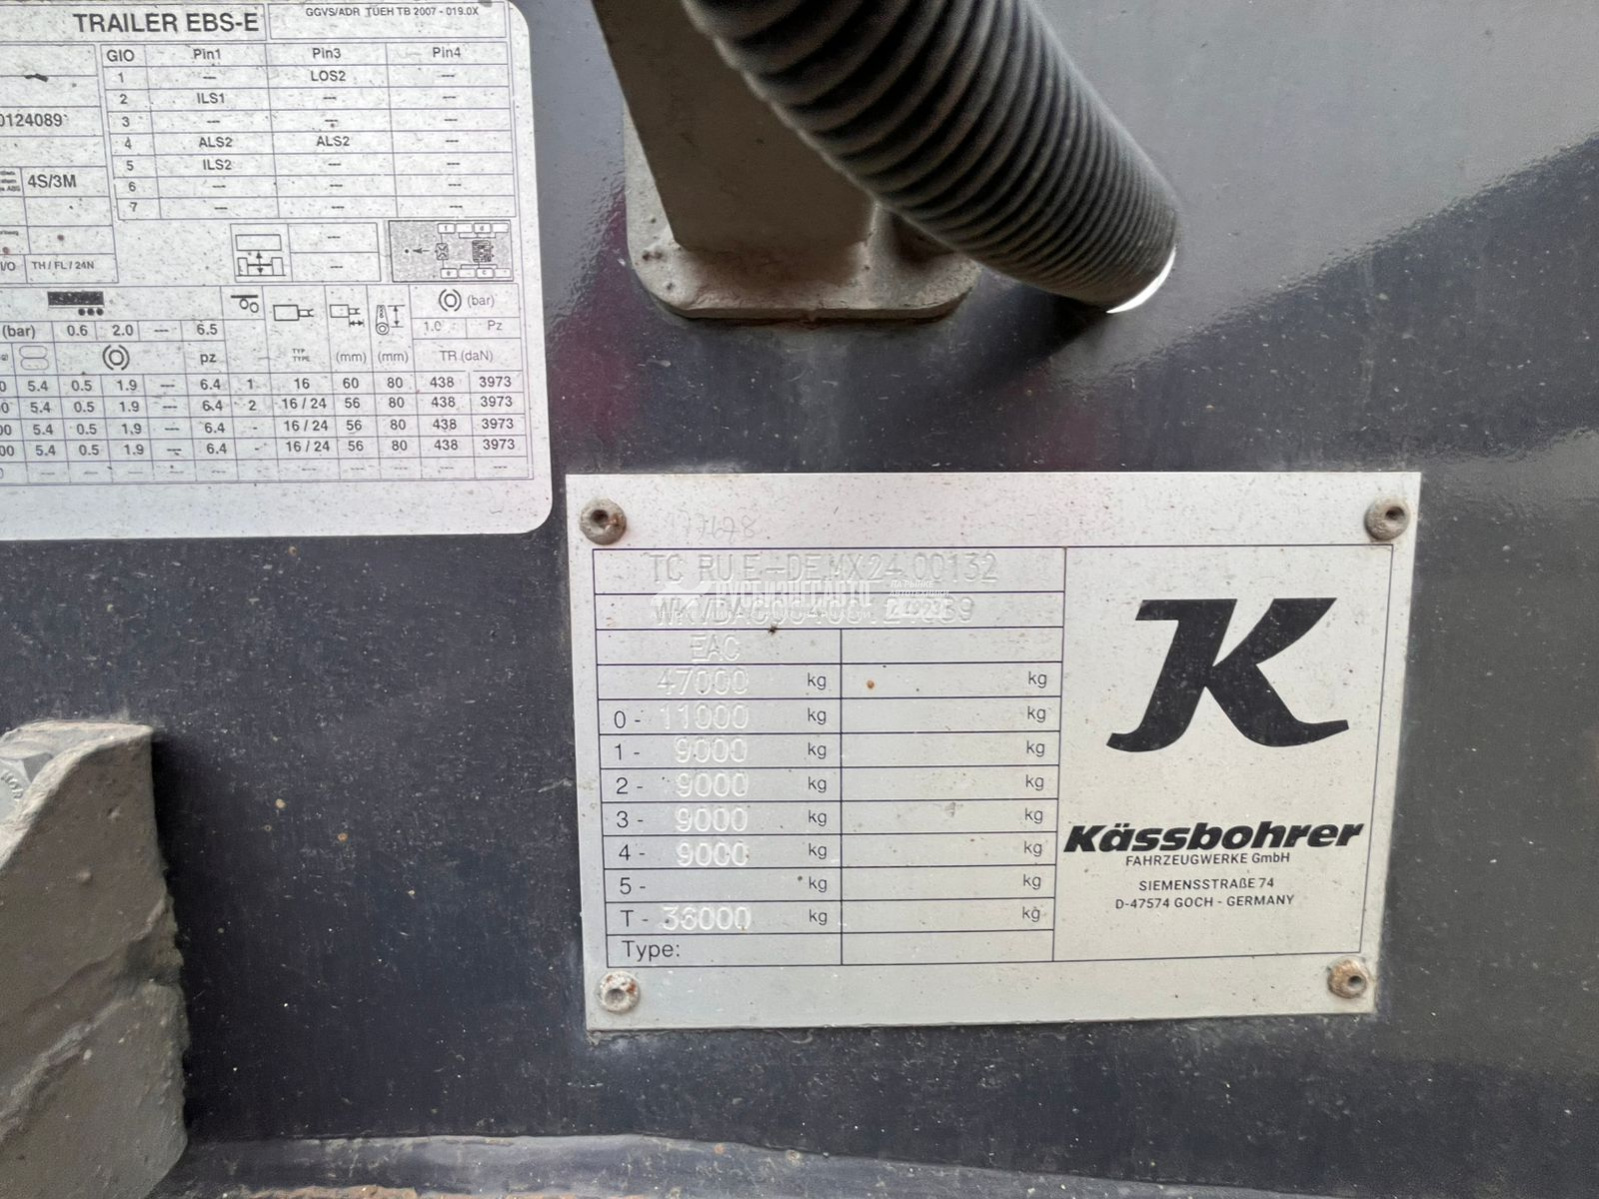 TRAILER EBS-E
GGVS/ADR TUEH TB 2007 - 019.0X
GIO Pin1 Pin3 Pin4
1 --- LOS2 ---
2 ILS1 --- ---
3 --- --- ---
0124089
4 ALS2 ALS2 ---
5 ILS2 --- ---
4S/3M
6 --- --- ---
7 --- --- ---
---
---
I/O TH / FL / 24N
(bar)
(bar) 0.6 2.0 --- 6.5
1.0 Pz
pz TYP TYPE (mm) (mm) TR (daN)
0 5.4 0.5 1.9 --- 6.4 1 16 60 80 438 3973
00 5.4 0.5 1.9 --- 6.4 2 16 / 24 56 80 438 3973
00 5.4 0.5 1.9 --- 6.4 - 16 / 24 56 80 438 3973
00 5.4 0.5 1.9 --- 6.4 - 16 / 24 56 80 438 3973
TC RU E-DE.MX24.00132
EAC
47000 kg kg
0 - 11000 kg kg
1 - 9000 kg kg
2 - 9000 kg kg
3 - 9000 kg kg
4 - 9000 kg kg
5 - kg kg
T - 36000 kg kg
Type:
K
Kässbohrer
FAHRZEUGWERKE GmbH
SIEMENSSTRAßE 74
D-47574 GOCH - GERMANY